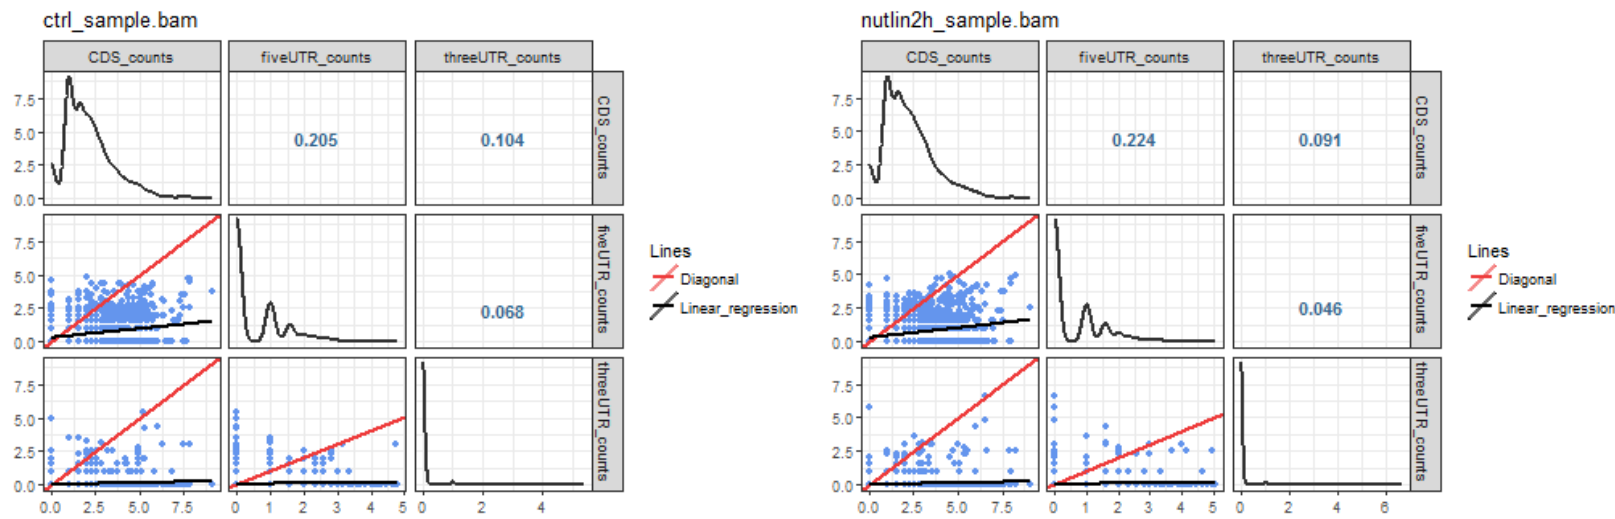 ctrl_sample.bam
CDS_counts fiveUTR_counts threeUTR_counts
7.5
5.0
2.5
0.0
0.205
0.104
CDS_counts
7.5
5.0
2.5
0.0
0.068
fiveUTR_counts
7.5
5.0
2.5
0.0
threeUTR_counts
0.0 2.5 5.0 7.5 0 1 2 3 4 5 0 2 4
Lines
Diagonal
Linear_regression
nutlin2h_sample.bam
CDS_counts fiveUTR_counts threeUTR_counts
7.5
5.0
2.5
0.0
0.224
0.091
CDS_counts
7.5
5.0
2.5
0.0
0.046
fiveUTR_counts
7.5
5.0
2.5
0.0
threeUTR_counts
0.0 2.5 5.0 7.5 0 1 2 3 4 5 0 2 4 6
Lines
Diagonal
Linear_regression